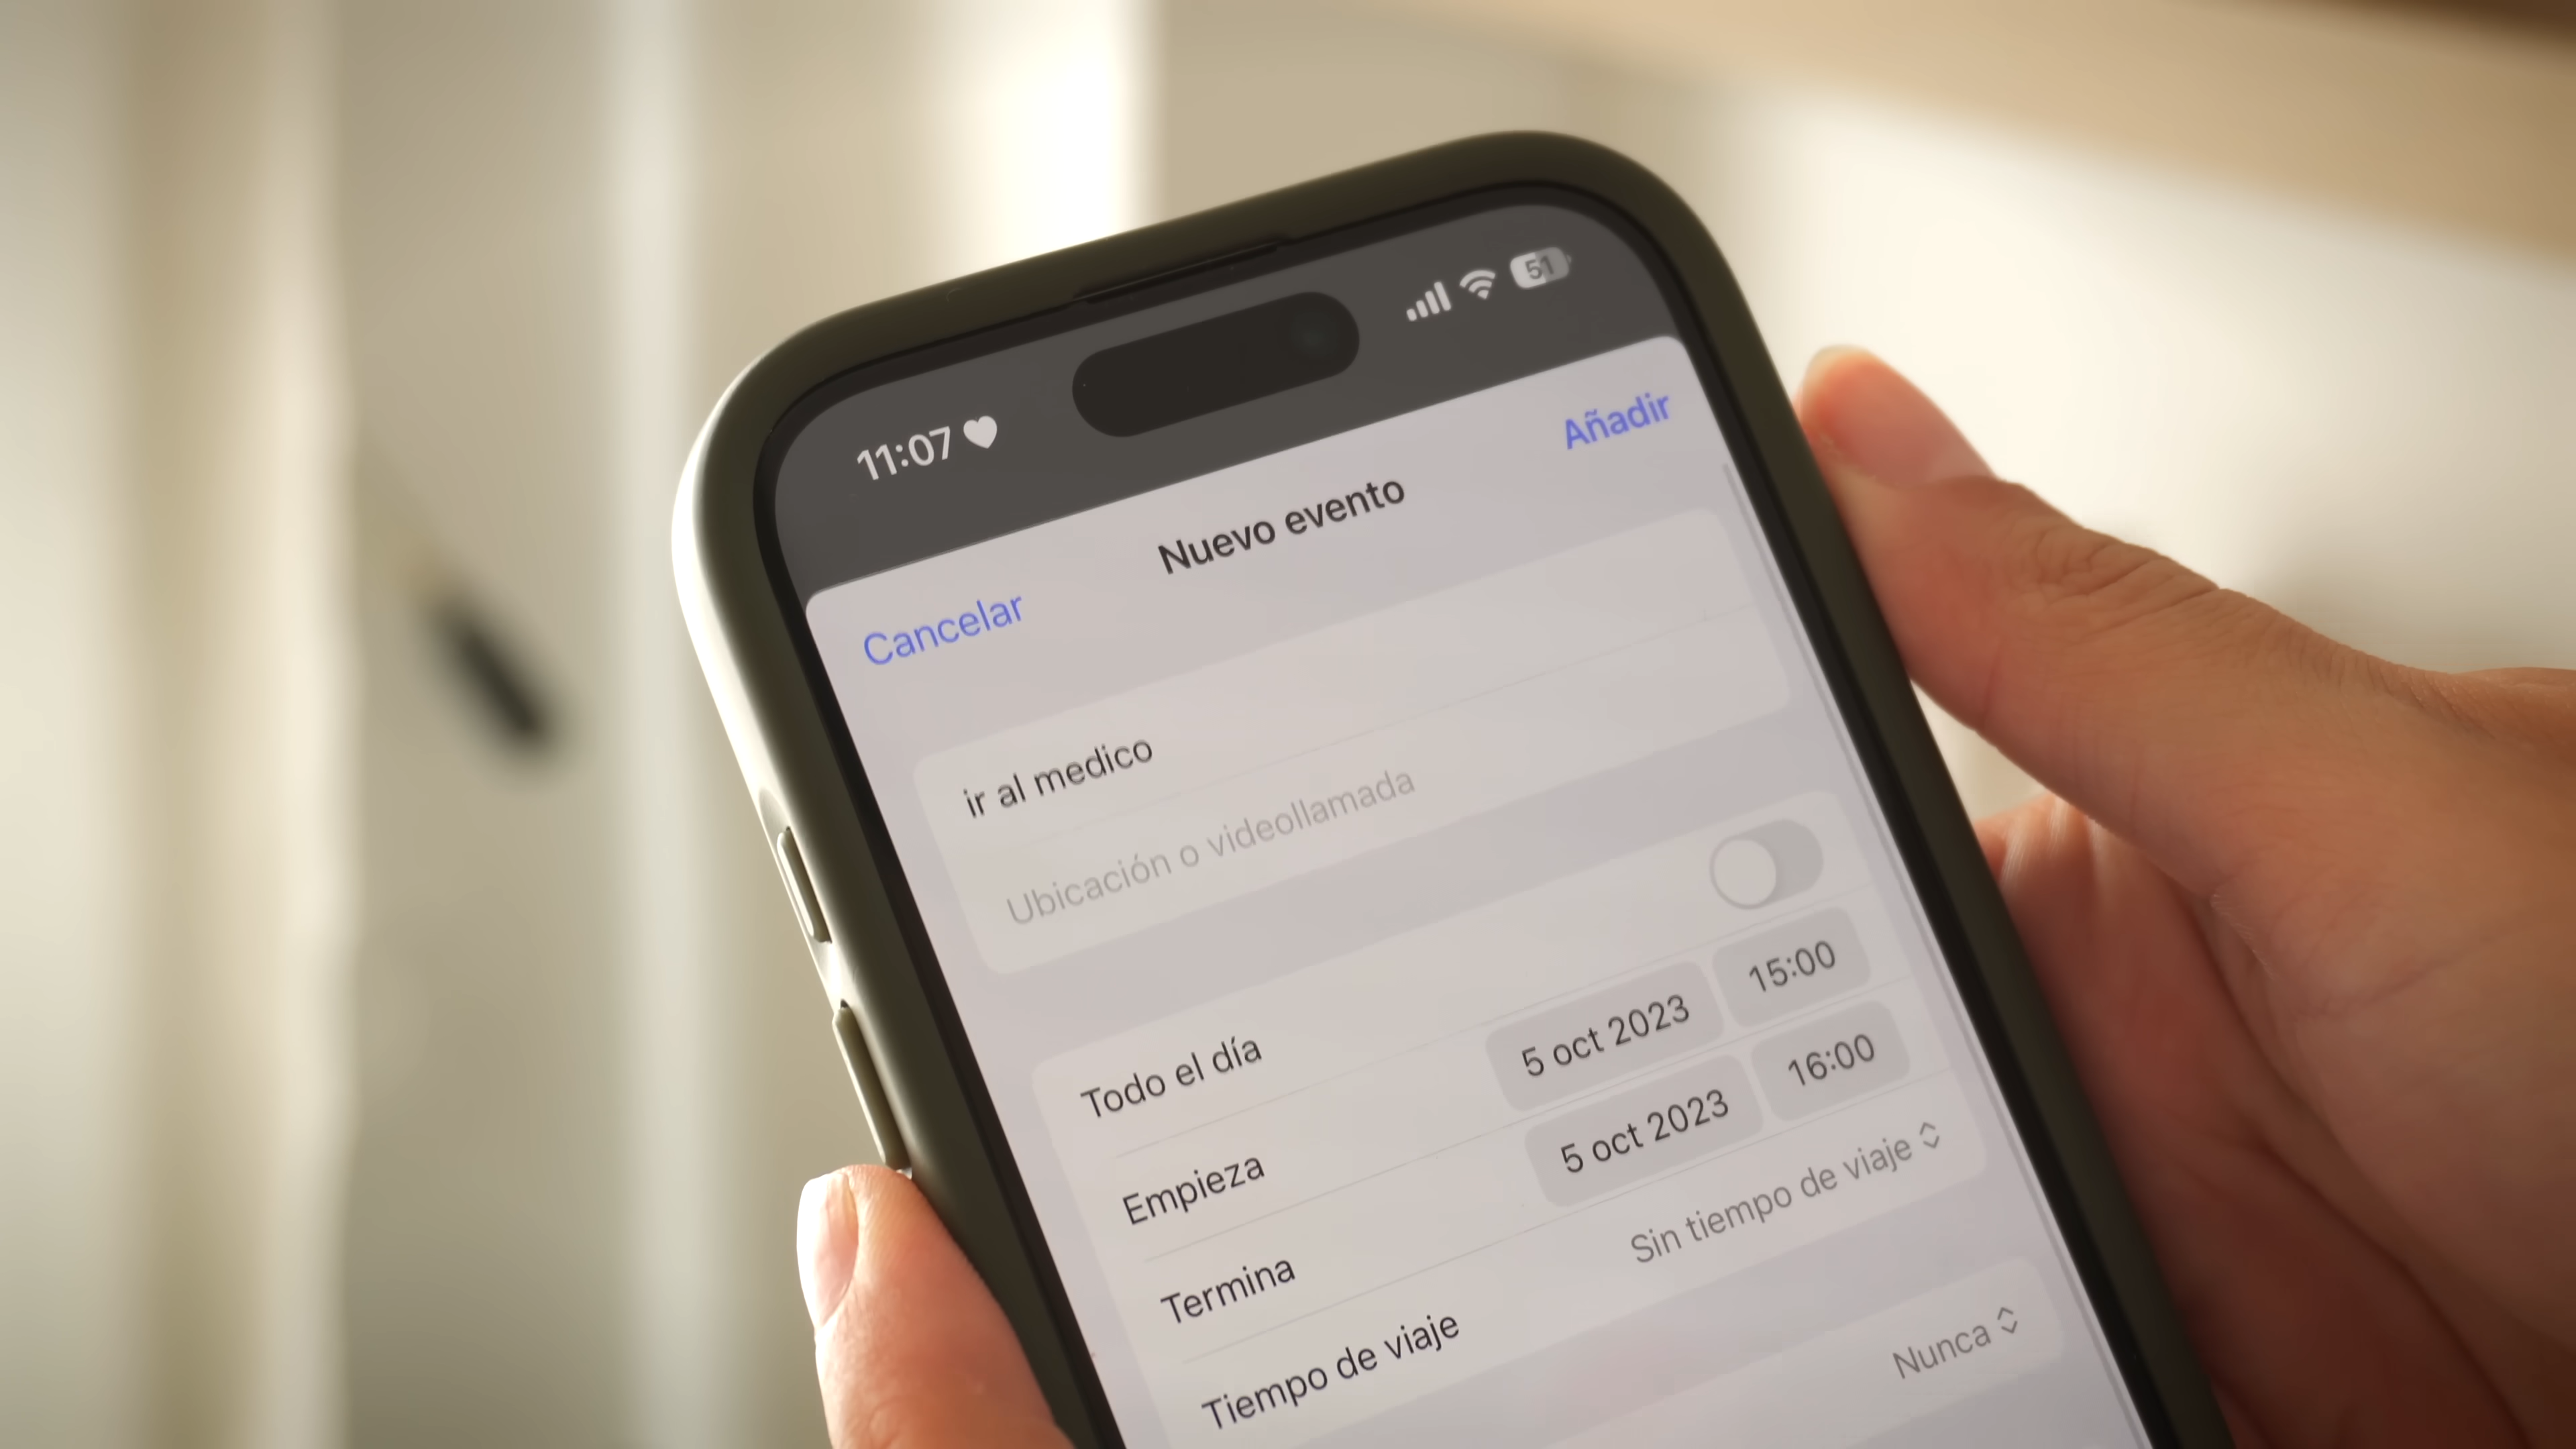 11:07
51
Cancelar Nuevo evento Añadir
ir al medico
Ubicación o videollamada
Todo el día
Empieza 5 oct 2023 15:00
Termina 5 oct 2023 16:00
Tiempo de viaje Sin tiempo de viaje
Nunca